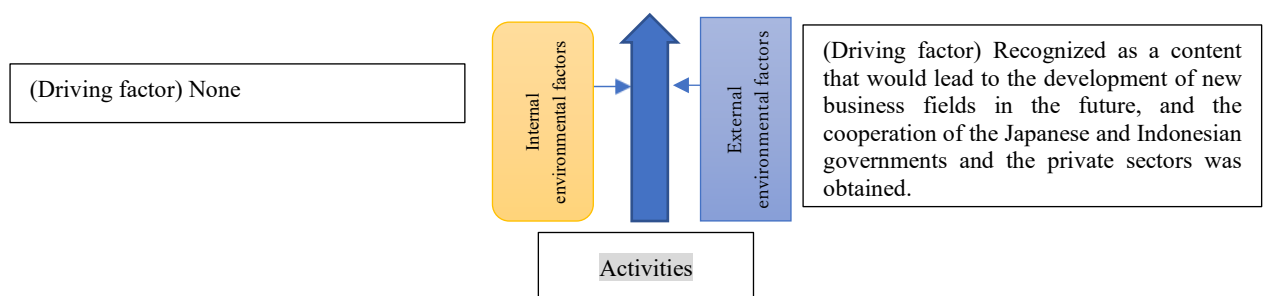 (Driving factor) None
Internal
environmental factors
External
environmental factors
(Driving factor) Recognized as a content
that would lead to the development of new
business fields in the future, and the
cooperation of the Japanese and Indonesian
governments and the private sectors was
obtained.
Activities